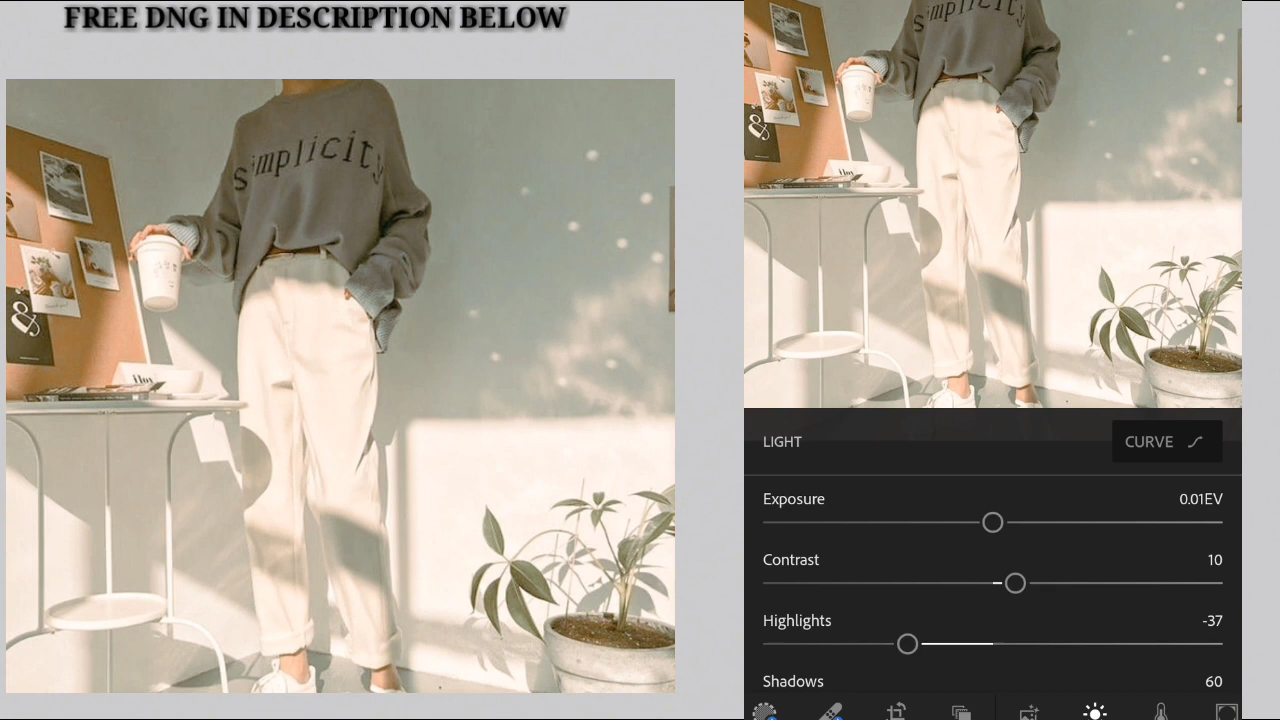 FREE DNG IN DESCRIPTION BELOW
simplicity
&
simplicity
&
LIGHT
CURVE
Exposure 0.01EV
Contrast 10
Highlights -37
Shadows 60